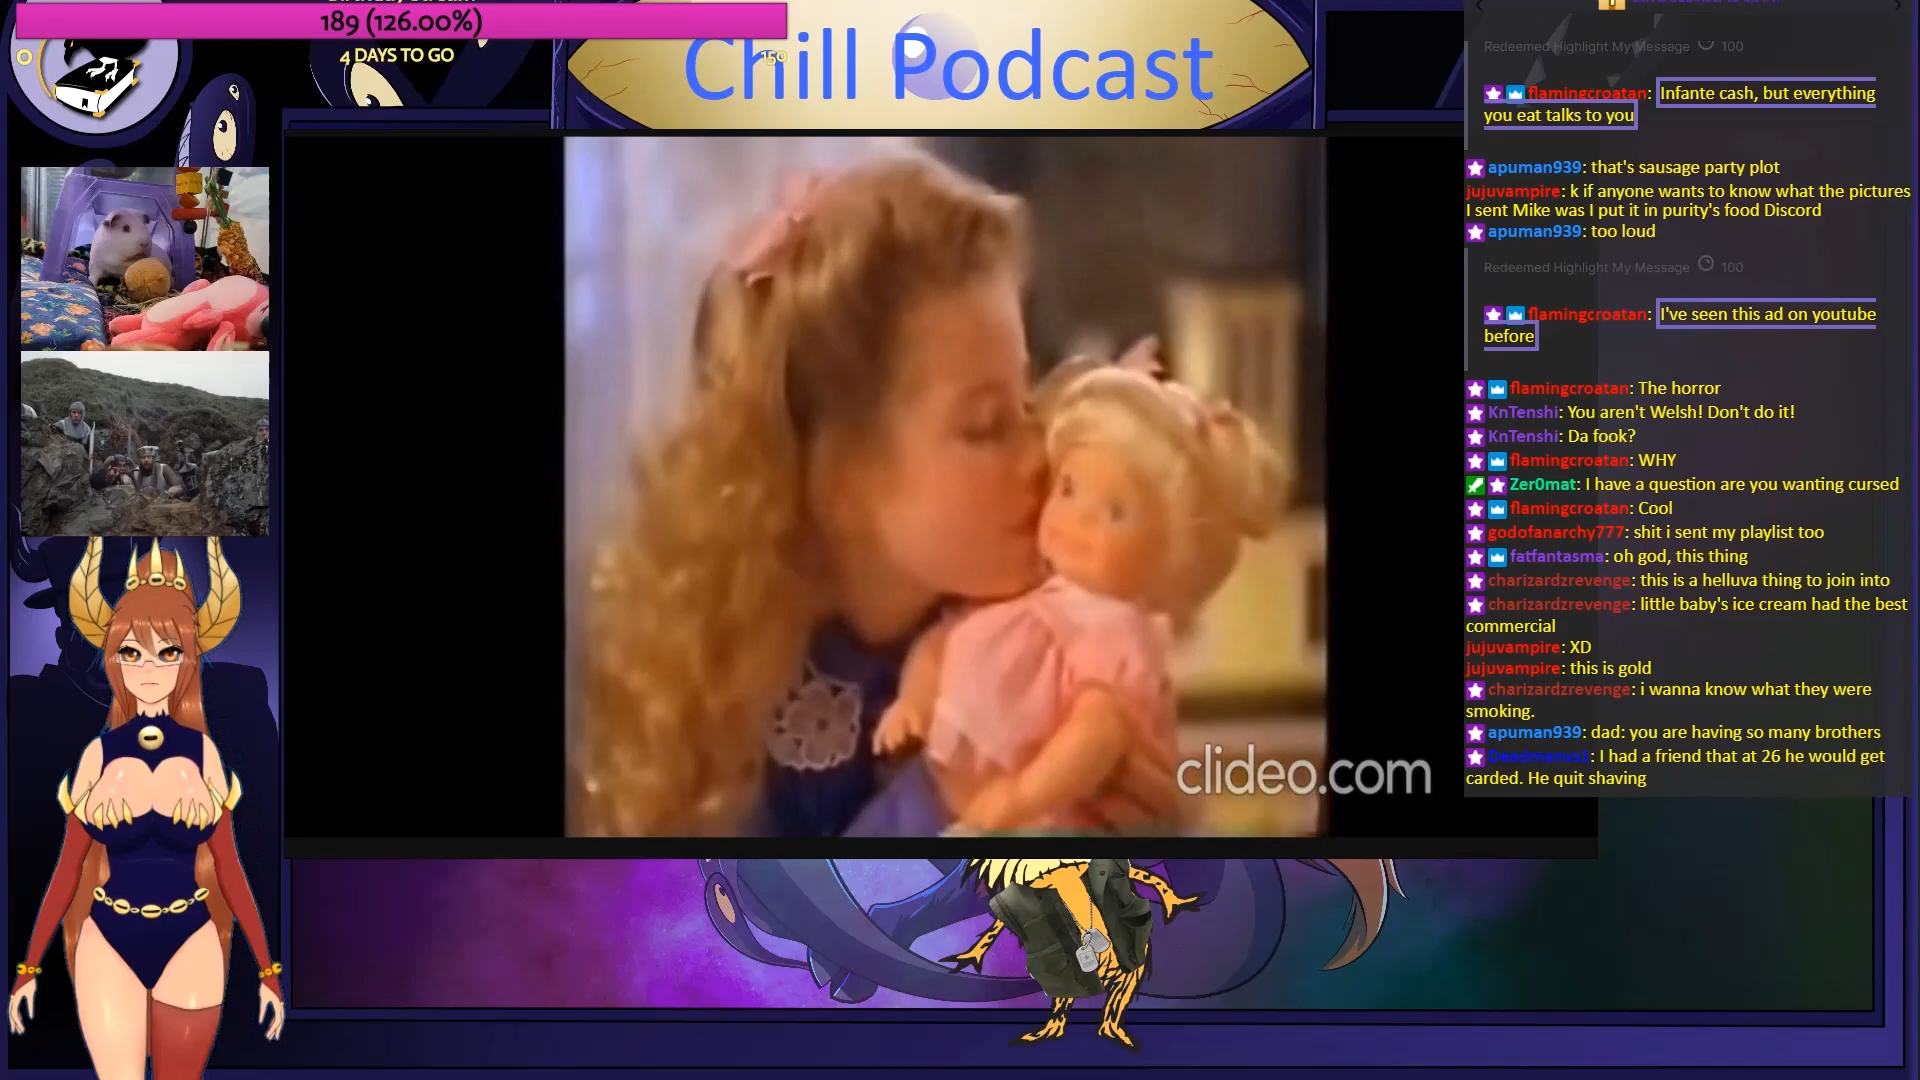 189 (126.00%)
4 DAYS TO GO
150
Chill Podcast
Redeemed Highlight My Message 100
flamingcroatan: Infante cash, but everything
you eat talks to you
apuman939: that's sausage party plot
jujuvampire: k if anyone wants to know what the pictures
I sent Mike was I put it in purity's food Discord
apuman939: too loud
Redeemed Highlight My Message 100
flamingcroatan: I've seen this ad on youtube
before
flamingcroatan: The horror
KnTenshi: You aren't Welsh! Don't do it!
KnTenshi: Da fook?
flamingcroatan: WHY
Zer0mat: I have a question are you wanting cursed
flamingcroatan: Cool
godofanarchy777: shit i sent my playlist too
fatfantasma: oh god, this thing
charizardzrevenge: this is a helluva thing to join into
charizardzrevenge: little baby's ice cream had the best
commercial
jujuvampire: XD
jujuvampire: this is gold
charizardzrevenge: i wanna know what they were
smoking.
apuman939: dad: you are having so many brothers
Deadmanvs1: I had a friend that at 26 he would get
carded. He quit shaving
clideo.com